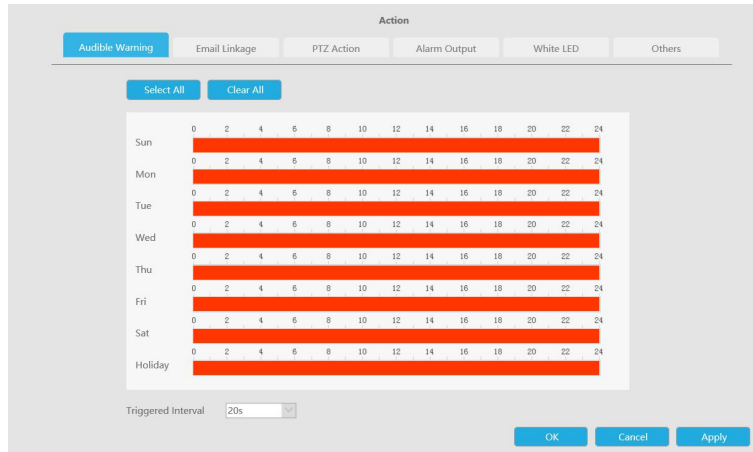 Action
Audible Warning Email Linkage PTZ Action Alarm Output White LED Others
Select All Clear All
0 2 4 6 8 10 12 14 16 18 20 22 24
Sun
0 2 4 6 8 10 12 14 16 18 20 22 24
Mon
0 2 4 6 8 10 12 14 16 18 20 22 24
Tue
0 2 4 6 8 10 12 14 16 18 20 22 24
Wed
0 2 4 6 8 10 12 14 16 18 20 22 24
Thu
0 2 4 6 8 10 12 14 16 18 20 22 24
Fri
0 2 4 6 8 10 12 14 16 18 20 22 24
Sat
0 2 4 6 8 10 12 14 16 18 20 22 24
Holiday
Triggered Interval 20s
OK Cancel Apply